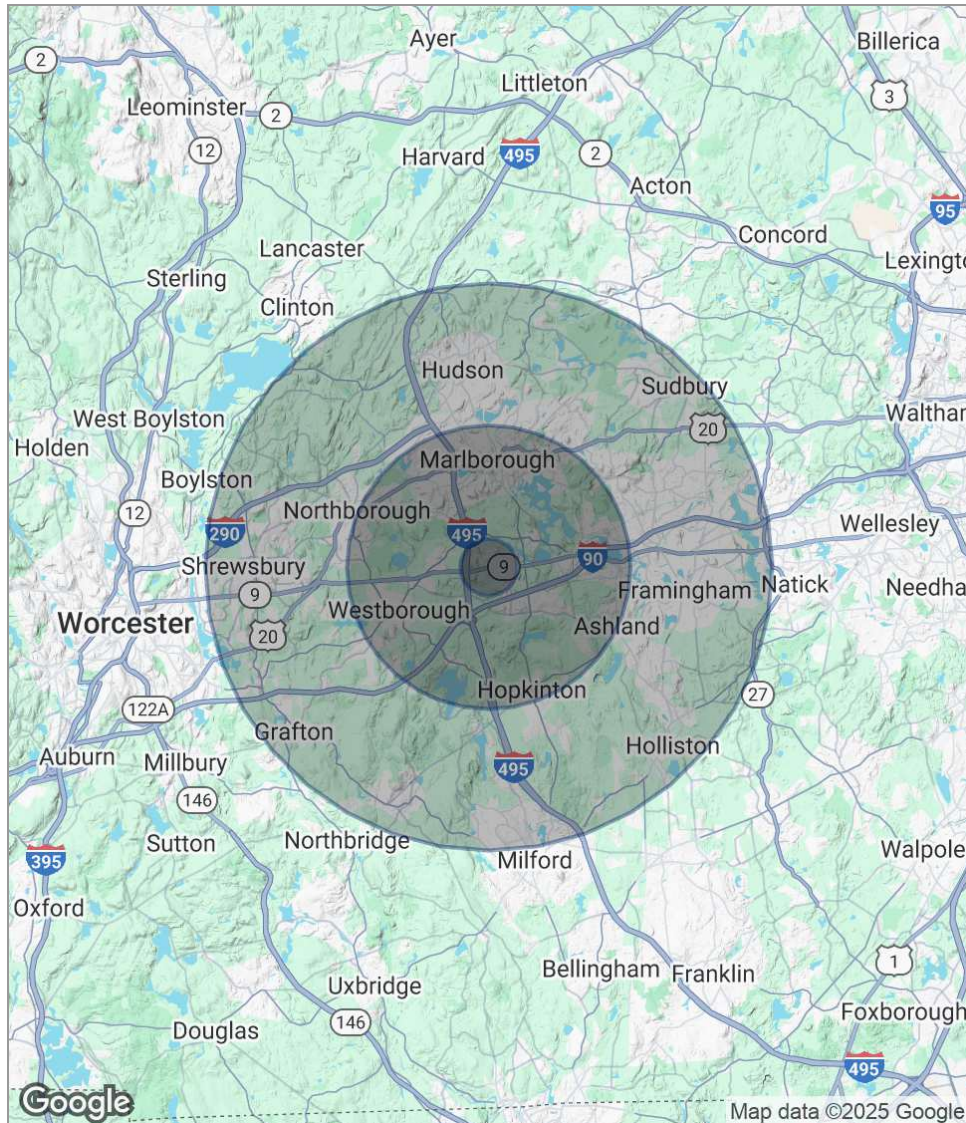 Ayer
Billerica
2
Littleton
3
Leominster
2
12
Harvard
495
2
Acton
95
Lancaster
Concord
Lexingto
Sterling
Clinton
Hudson
Sudbury
West Boylston
20
Waltham
Holden
Marlborough
Boylston
12
Northborough
290
495
Wellesley
Shrewsbury
9
90
9
Framingham
Natick
Needha
Westborough
Worcester
20
Ashland
Hopkinton
27
122A
Grafton
Holliston
Auburn
Millbury
495
146
Sutton
Northbridge
395
Milford
Walpole
Oxford
Bellingham
Franklin
1
Uxbridge
Foxborough
146
Douglas
495
Google
Map data ©2025 Google